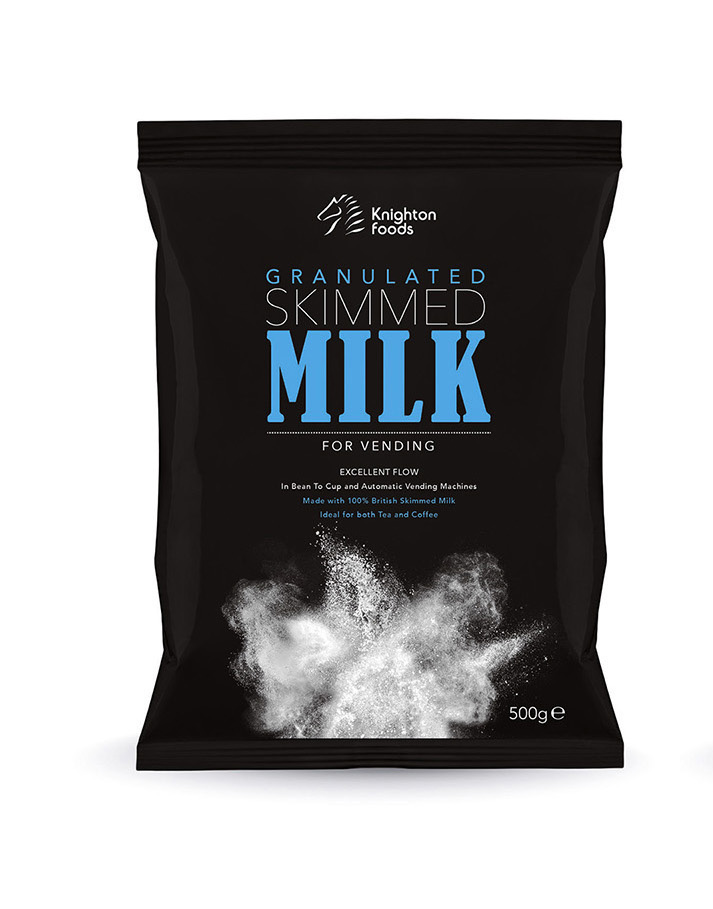 Knighton
foods
GRANULATED
SKIMMED
MILK
FOR VENDING
EXCELLENT FLOW
In Bean To Cup and Automatic Vending Machines
Made with 100% British Skimmed Milk
Ideal for both Tea and Coffee
500g ℮